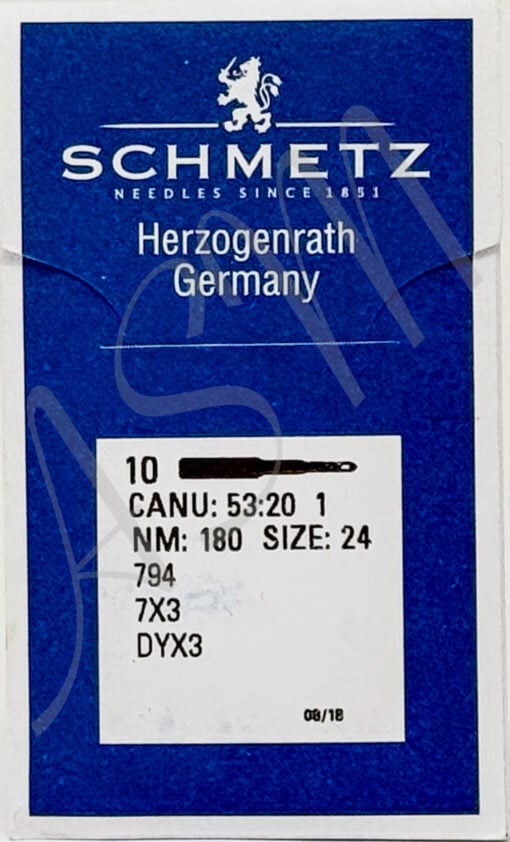 SCHMETZ
NEEDLES SINCE 1851
Herzogenrath
Germany
10
CANU: 53:20 1
NM: 180 SIZE: 24
794
7X3
DYX3
08/18
ASM